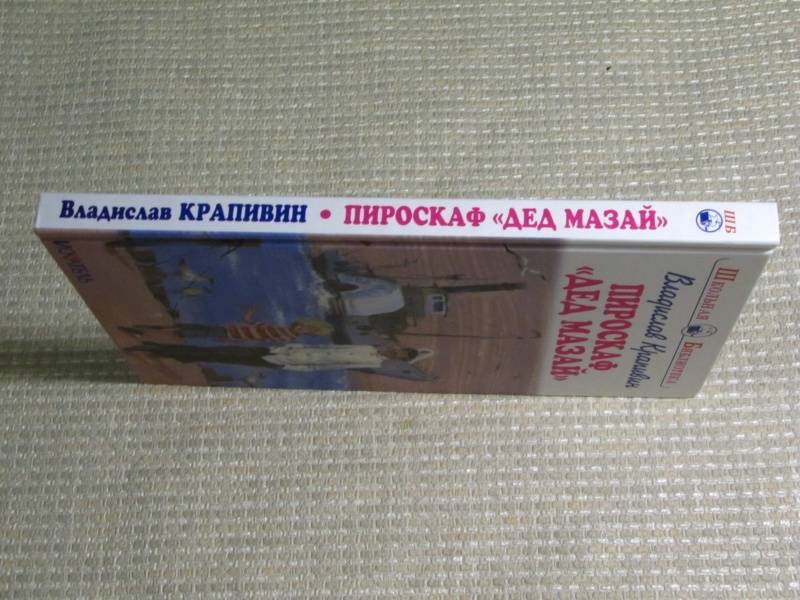 Владислав КРАПИВИН • ПИРОСКАФ «ДЕД МАЗАЙ» ШБ
ШКОЛЬНАЯ БИБЛИОТЕКА
Владислав Крапивин
ПИРОСКАФ
«ДЕД МАЗАЙ»